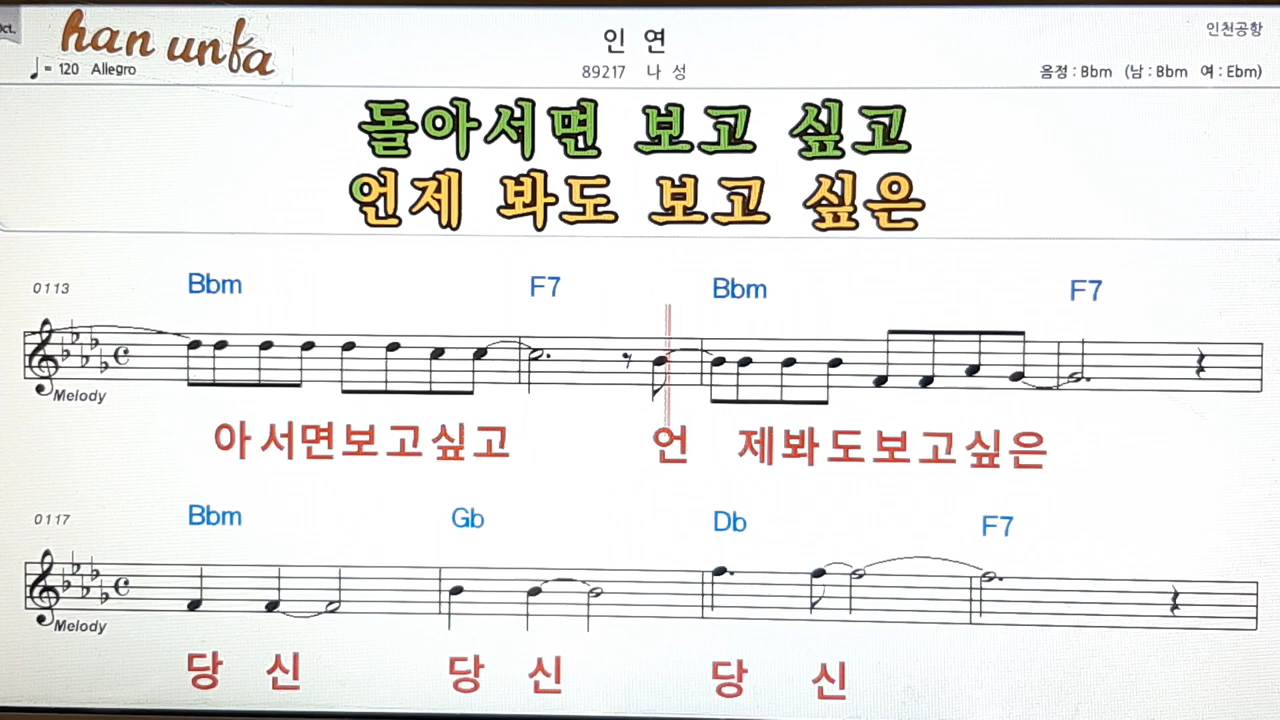 Oct.
han unfa
인 연
인천공항
♩= 120 Allegro
89217 나 성
음정 : Bbm (남 : Bbm 여 : Ebm)
돌아서면 보고 싶고
언제 봐도 보고 싶은
0113 Bbm F7 Bbm F7
Melody
아서면보고싶고 언 제봐도보고싶은
0117 Bbm Gb Db F7
Melody
당 신 당 신 당 신